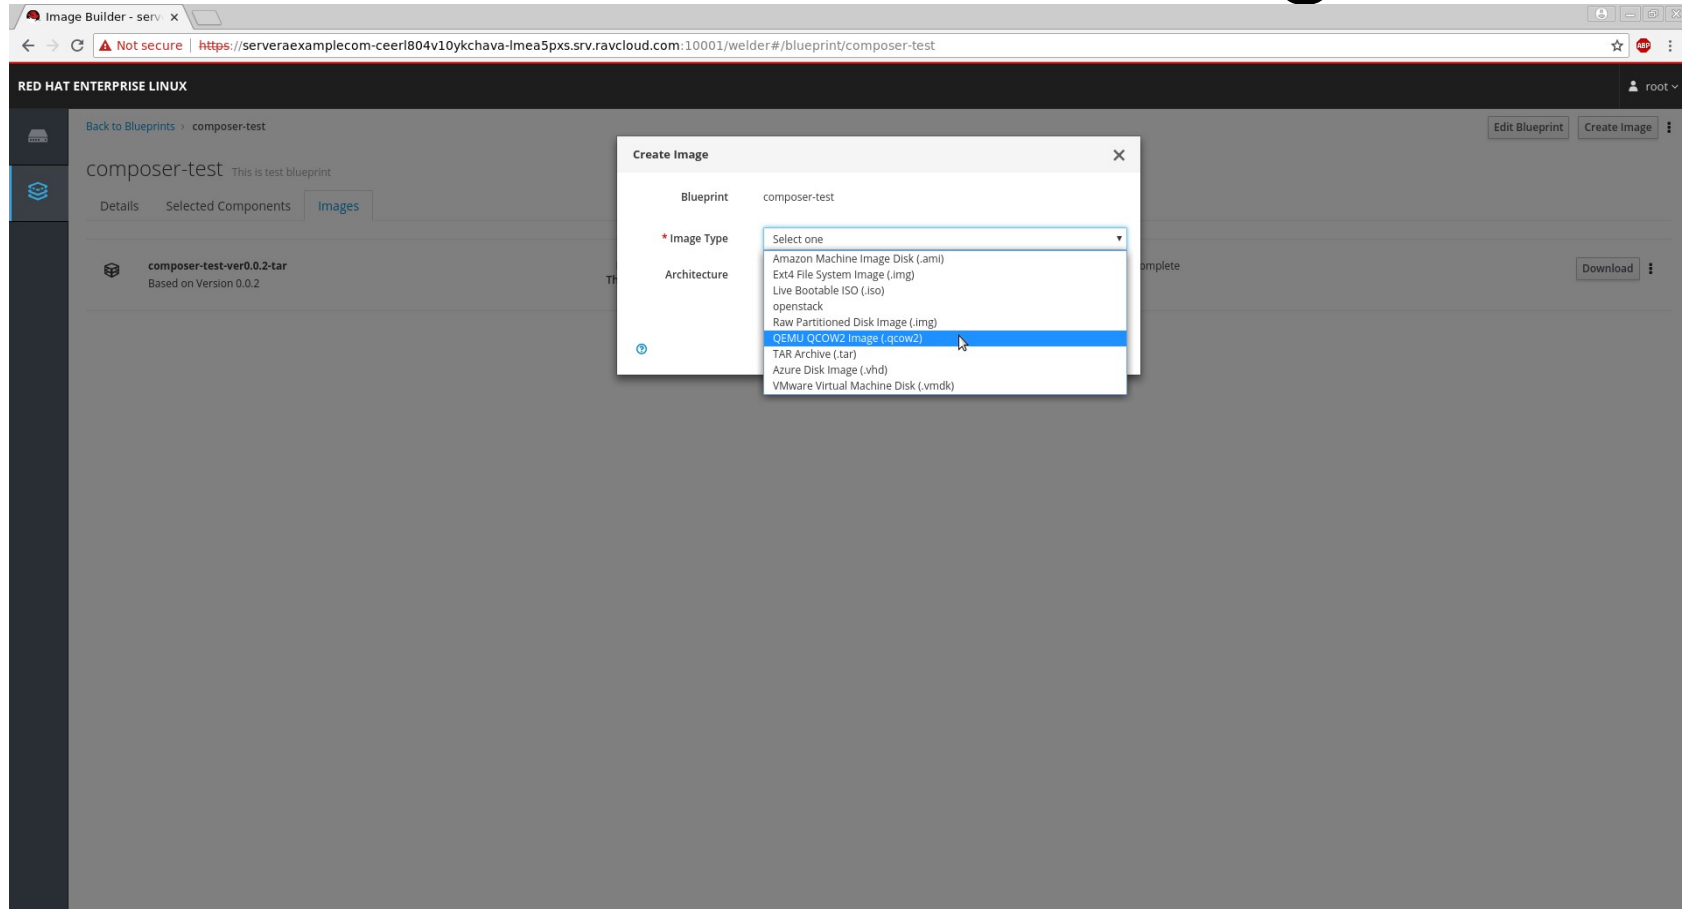 Image Builder - serv
Not secure | https://serveraexamplecom-ceerl804v10ykchava-lmea5pxs.srv.ravcloud.com:10001/welder#/blueprint/composer-test
ABP
RED HAT ENTERPRISE LINUX
root
Back to Blueprints › composer-test
Edit Blueprint
Create Image
composer-test This is test blueprint
Details Selected Components Images
Create Image
Blueprint composer-test
* Image Type Select one
Architecture
Amazon Machine Image Disk (.ami)
Ext4 File System Image (.img)
Live Bootable ISO (.iso)
openstack
Raw Partitioned Disk Image (.img)
QEMU QCOW2 Image (.qcow2)
TAR Archive (.tar)
Azure Disk Image (.vhd)
VMware Virtual Machine Disk (.vmdk)
composer-test-ver0.0.2-tar
Based on Version 0.0.2
Th
omplete
Download